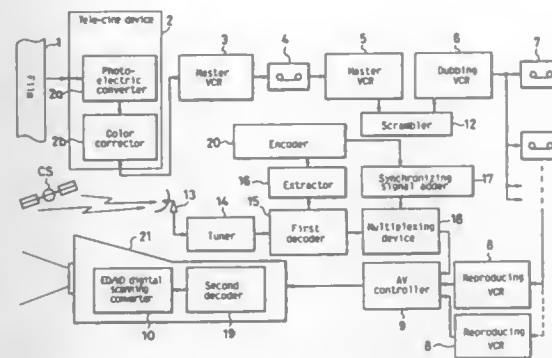 1
Film
Tele-cine device
2
Photo-
electric
converter
2a
Color
corrector
2b
3
Master
VCR
4
5
Master
VCR
6
Dubbing VCR
7
Scrambler
12
20
Encoder
16
Extractor
Synchronizing
signal adder
17
CS
13
14
Tuner
15
First
decoder
Multiplexing
device
18
21
ED/HD digital
scanning
converter
10
Second
decoder
19
AV
controller
9
8
Reproducing
VCR
Reproducing
VCR
8